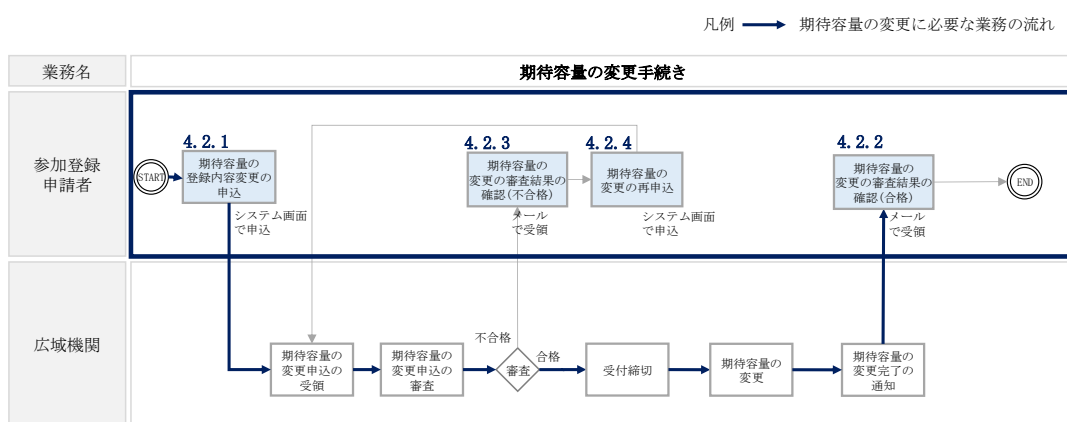 凡例
期待容量の変更に必要な業務の流れ
業務名
期待容量の変更手続き
参加登録
申請者
START
4.2.1
期待容量の
登録内容変更の
申込
システム画面
で申込
4.2.3
期待容量の
変更の審査結果の
確認(不合格)
メール
で受領
4.2.4
期待容量の
変更の再申込
システム画面
で申込
4.2.2
期待容量の
変更の審査結果の
確認(合格)
メール
で受領
END
広域機関
期待容量の
変更申込の
受領
期待容量の
変更申込の
審査
不合格
審査
合格
受付締切
期待容量の
変更
期待容量の
変更完了の
通知